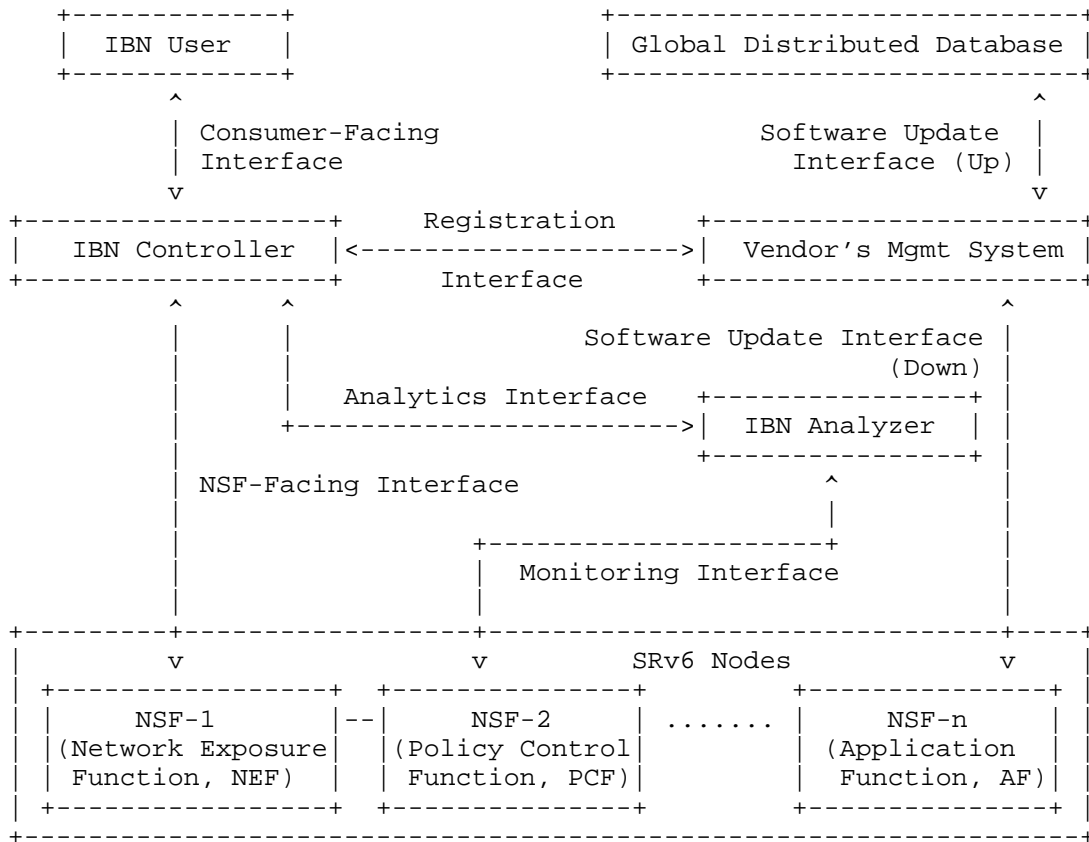 IBN User
Global Distributed Database
Consumer-Facing
Interface
Software Update
Interface (Up)
Registration
IBN Controller
Vendor's Mgmt System
Interface
Software Update Interface
(Down)
Analytics Interface
IBN Analyzer
NSF-Facing Interface
Monitoring Interface
SRv6 Nodes
NSF-1
(Network Exposure
Function, NEF)
NSF-2
(Policy Control
Function, PCF)
.......
NSF-n
(Application
Function, AF)